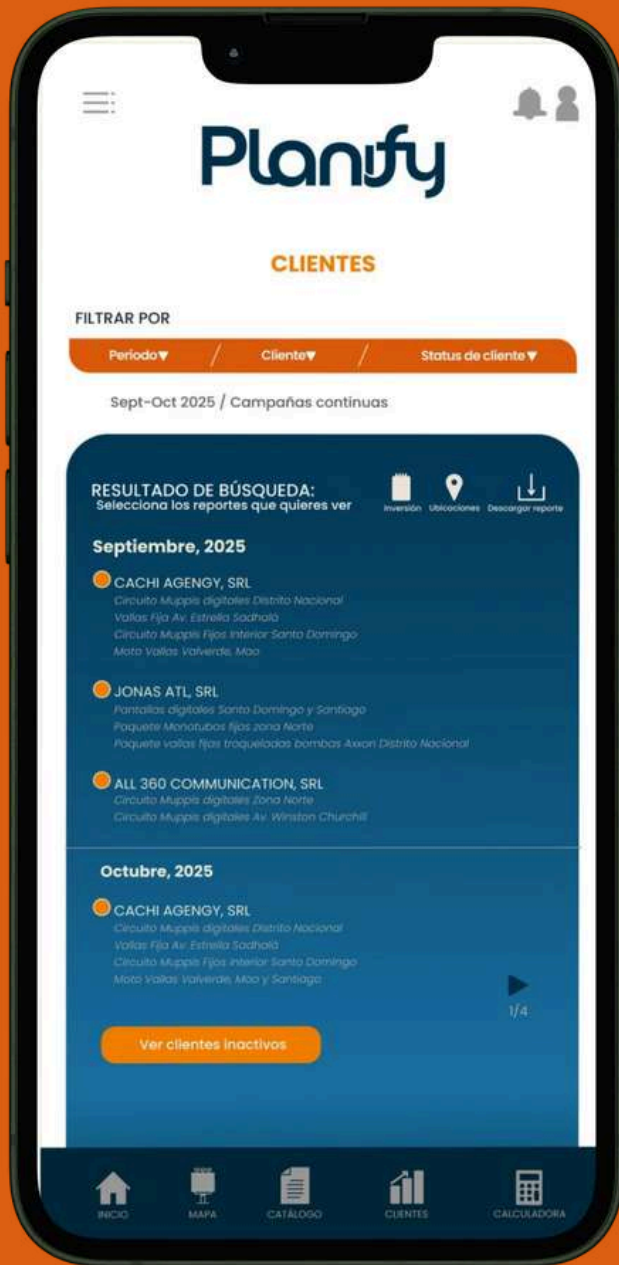 Planify
CLIENTES
FILTRAR POR
Periodo▼ / Cliente▼ / Status de cliente▼
Sept-Oct 2025 / Campañas continuas
RESULTADO DE BÚSQUEDA:
Selecciona los reportes que quieres ver
Inversión Ubicaciones Descargar reporte
Septiembre, 2025
CACHI AGENGY, SRL
Circuito Muppis digitales Distrito Nacional
Vallas Fija Av. Estrella Sadhalá
Circuito Muppis Fijos Interior Santo Domingo
Moto Vallas Valverde, Mao
JONAS ATL, SRL
Pantallas digitales Santo Domingo y Santiago
Paquete Monotubos fijos zona Norte
Paquete vallas fijas troqueladas bombas Axxon Distrito Nacional
ALL 360 COMMUNICATION, SRL
Circuito Muppis digitales Zona Norte
Circuito Muppis digitales Av. Winston Churchill
Octubre, 2025
CACHI AGENGY, SRL
Circuito Muppis digitales Distrito Nacional
Vallas Fija Av. Estrella Sadhalá
Circuito Muppis Fijos Interior Santo Domingo
Moto Vallas Valverde, Mao y Santiago
1/4
Ver clientes inactivos
INICIO MAPA CATÁLOGO CLIENTES CALCULADORA